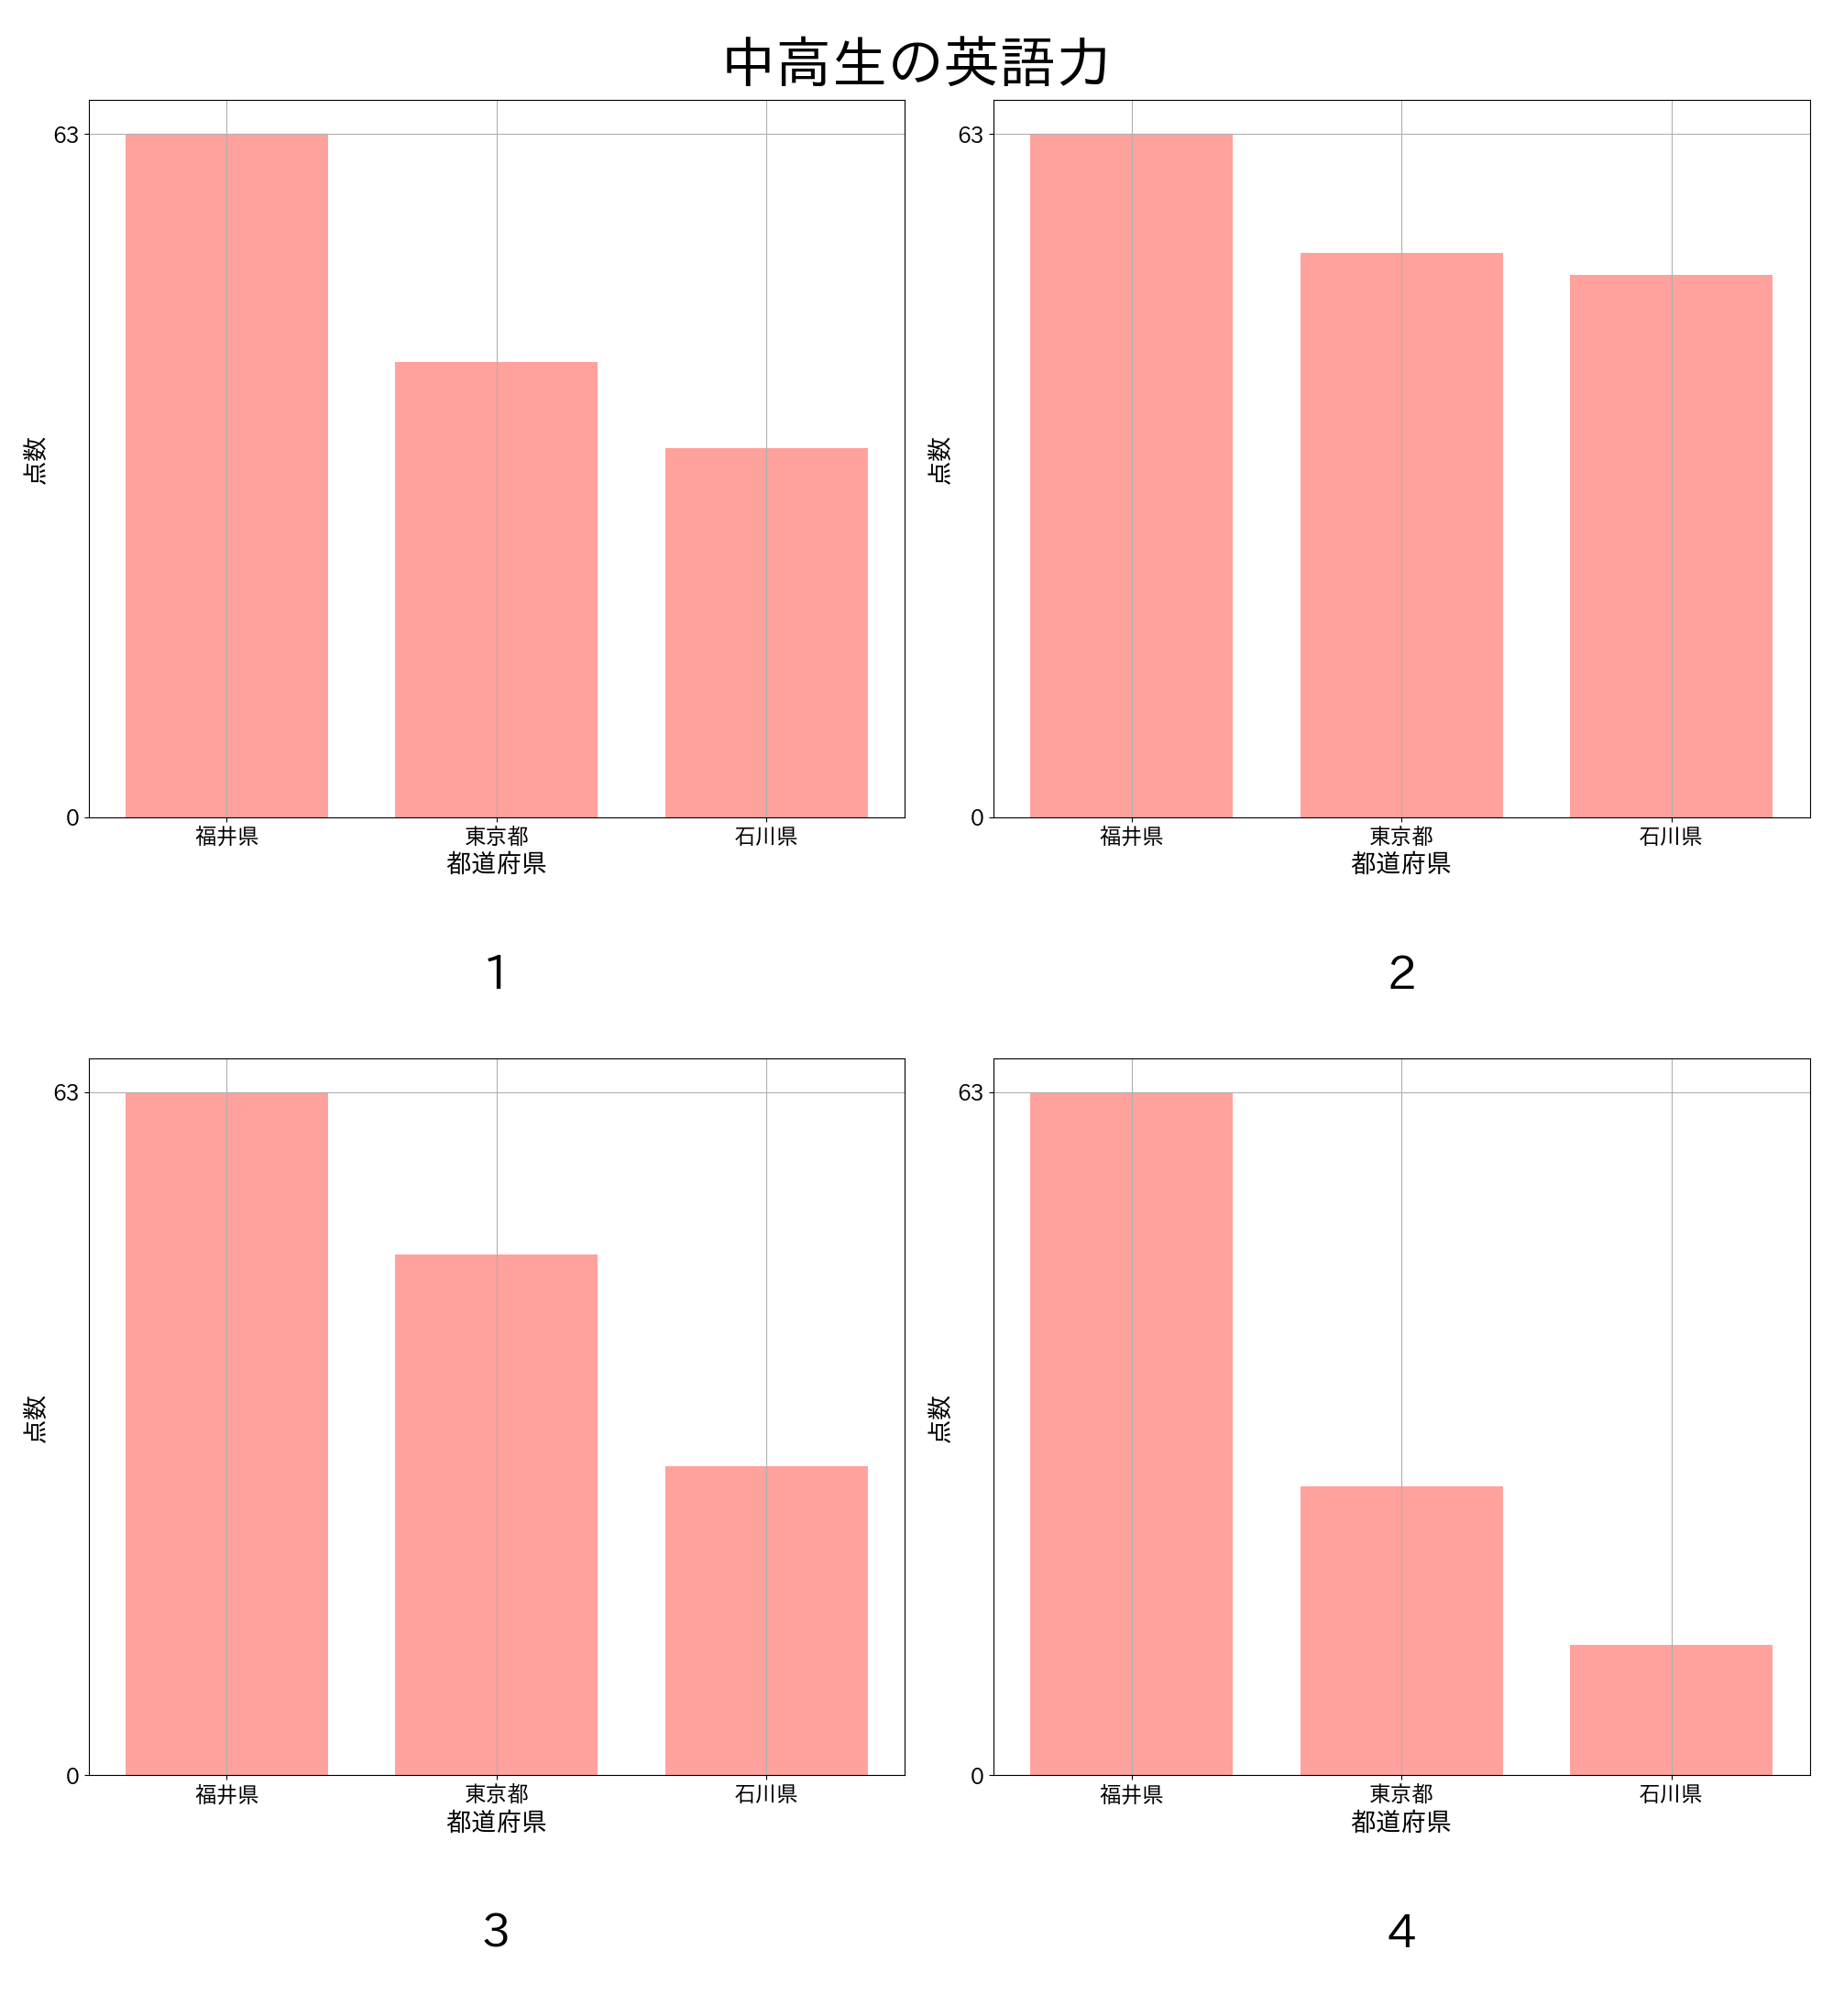 中高生の英語力
63
0
点数
福井県 東京都 石川県
都道府県
1
63
0
点数
福井県 東京都 石川県
都道府県
2
63
0
点数
福井県 東京都 石川県
都道府県
3
63
0
点数
福井県 東京都 石川県
都道府県
4